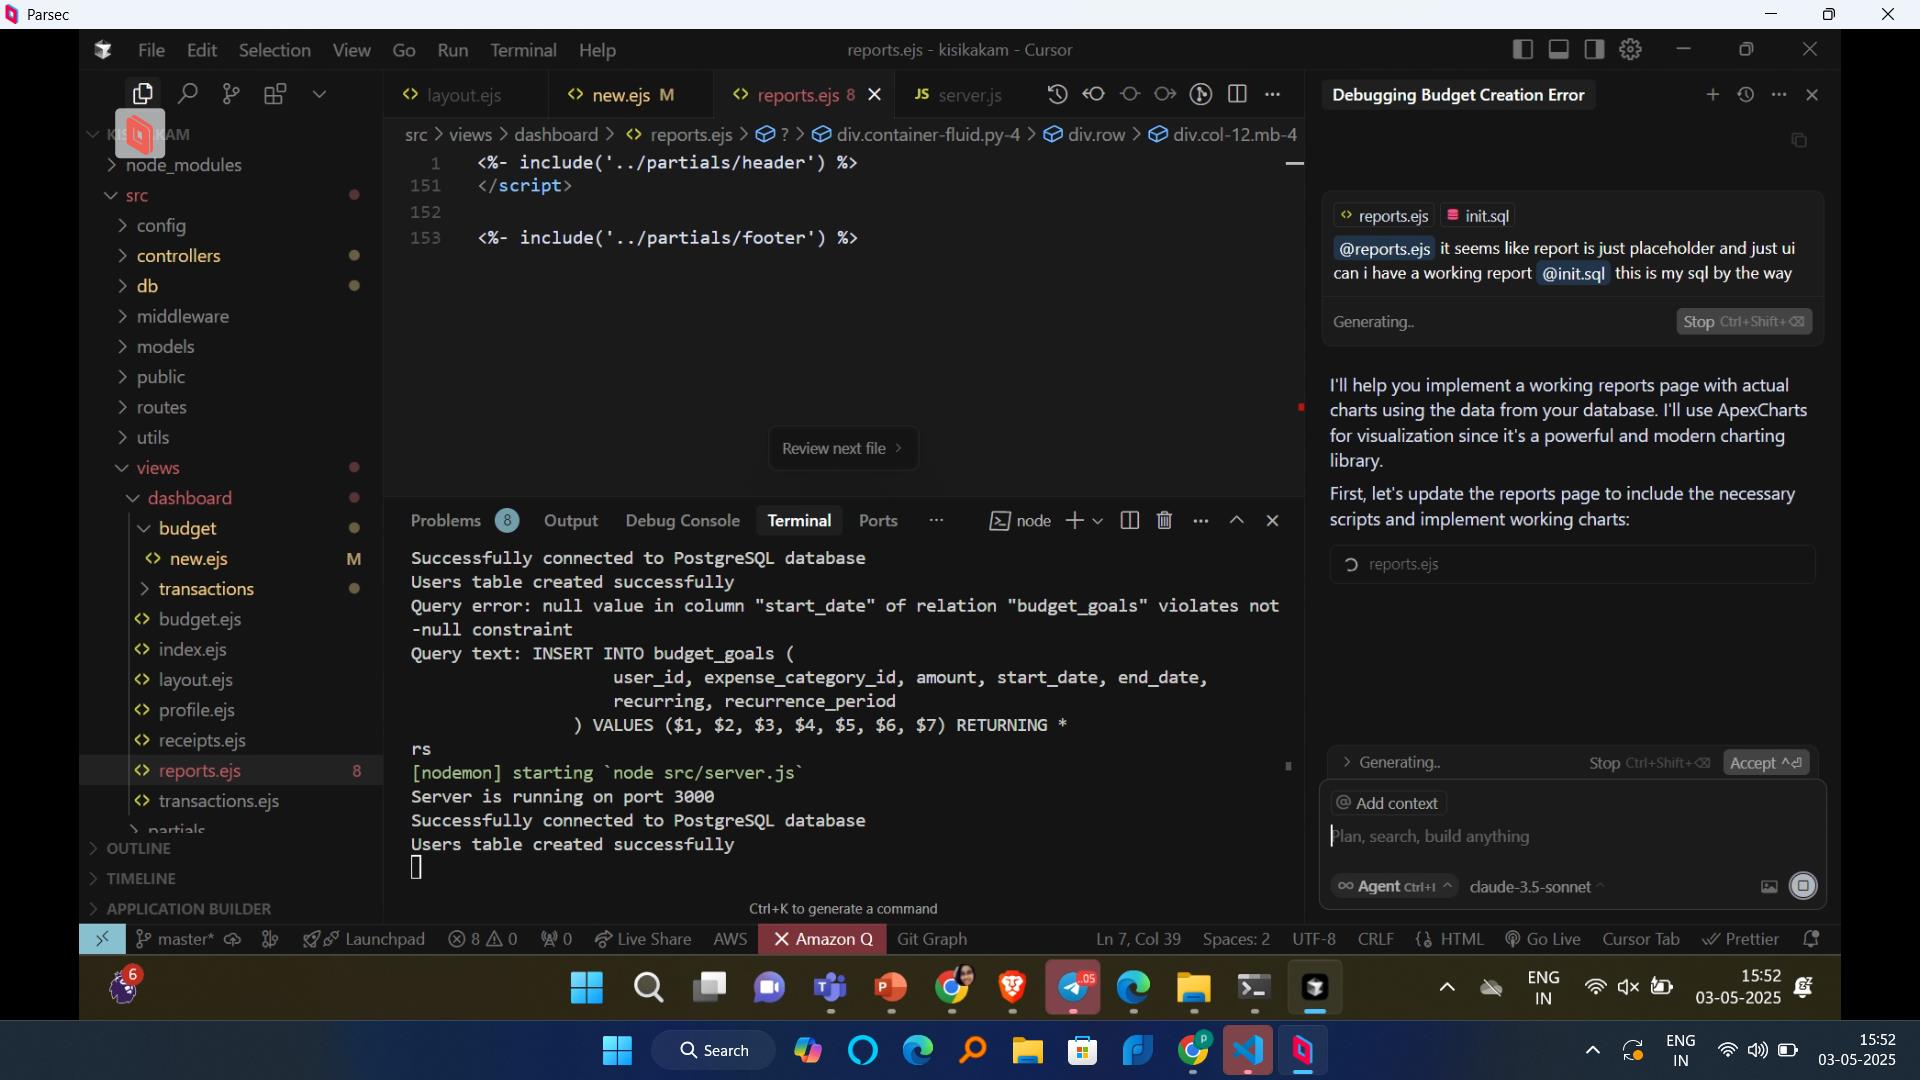 Parsec
File Edit Selection View Go Run Terminal Help
reports.ejs - kisikakam - Cursor
KISIKAKAM
node_modules
src
config
controllers
db
middleware
models
public
routes
utils
views
dashboard
budget
new.ejs M
transactions
budget.ejs
index.ejs
layout.ejs
profile.ejs
receipts.ejs
reports.ejs 8
transactions.ejs
partials
OUTLINE
TIMELINE
APPLICATION BUILDER
layout.ejs new.ejs M reports.ejs 8 JS server.js
src > views > dashboard > reports.ejs > ? > div.container-fluid.py-4 > div.row > div.col-12.mb-4
1 <%- include('../partials/header') %>
151 </script>
152
153 <%- include('../partials/footer') %>
Review next file
Problems 8 Output Debug Console Terminal Ports node
Successfully connected to PostgreSQL database
Users table created successfully
Query error: null value in column "start_date" of relation "budget_goals" violates not
-null constraint
Query text: INSERT INTO budget_goals (
user_id, expense_category_id, amount, start_date, end_date,
recurring, recurrence_period
) VALUES ($1, $2, $3, $4, $5, $6, $7) RETURNING *
rs
[nodemon] starting `node src/server.js`
Server is running on port 3000
Successfully connected to PostgreSQL database
Users table created successfully
Ctrl+K to generate a command
Debugging Budget Creation Error
reports.ejs init.sql
@reports.ejs it seems like report is just placeholder and just ui
can i have a working report @init.sql this is my sql by the way
Generating.. Stop Ctrl+Shift+⌫
I'll help you implement a working reports page with actual
charts using the data from your database. I'll use ApexCharts
for visualization since it's a powerful and modern charting
library.
First, let's update the reports page to include the necessary
scripts and implement working charts:
reports.ejs
Generating.. Stop Ctrl+Shift+⌫ Accept ^⏎
@ Add context
Plan, search, build anything
∞ Agent Ctrl+I claude-3.5-sonnet
master* Launchpad 8 0 0 Live Share AWS Amazon Q Git Graph Ln 7, Col 39 Spaces: 2 UTF-8 CRLF {} HTML Go Live Cursor Tab Prettier
6
.05
ENG
IN
15:52
03-05-2025
Search
P
ENG
IN
15:52
03-05-2025